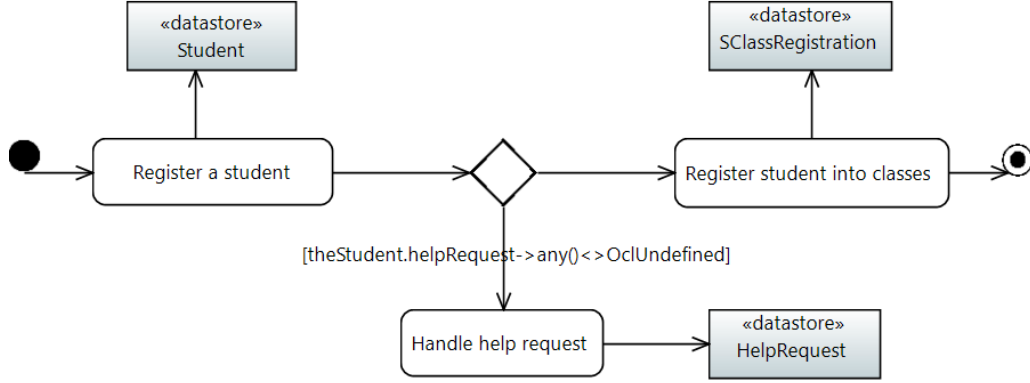 «datastore»
Student
«datastore»
SClassRegistration
Register a student
Register student into classes
[theStudent.helpRequest->any()<>OclUndefined]
Handle help request
«datastore»
HelpRequest